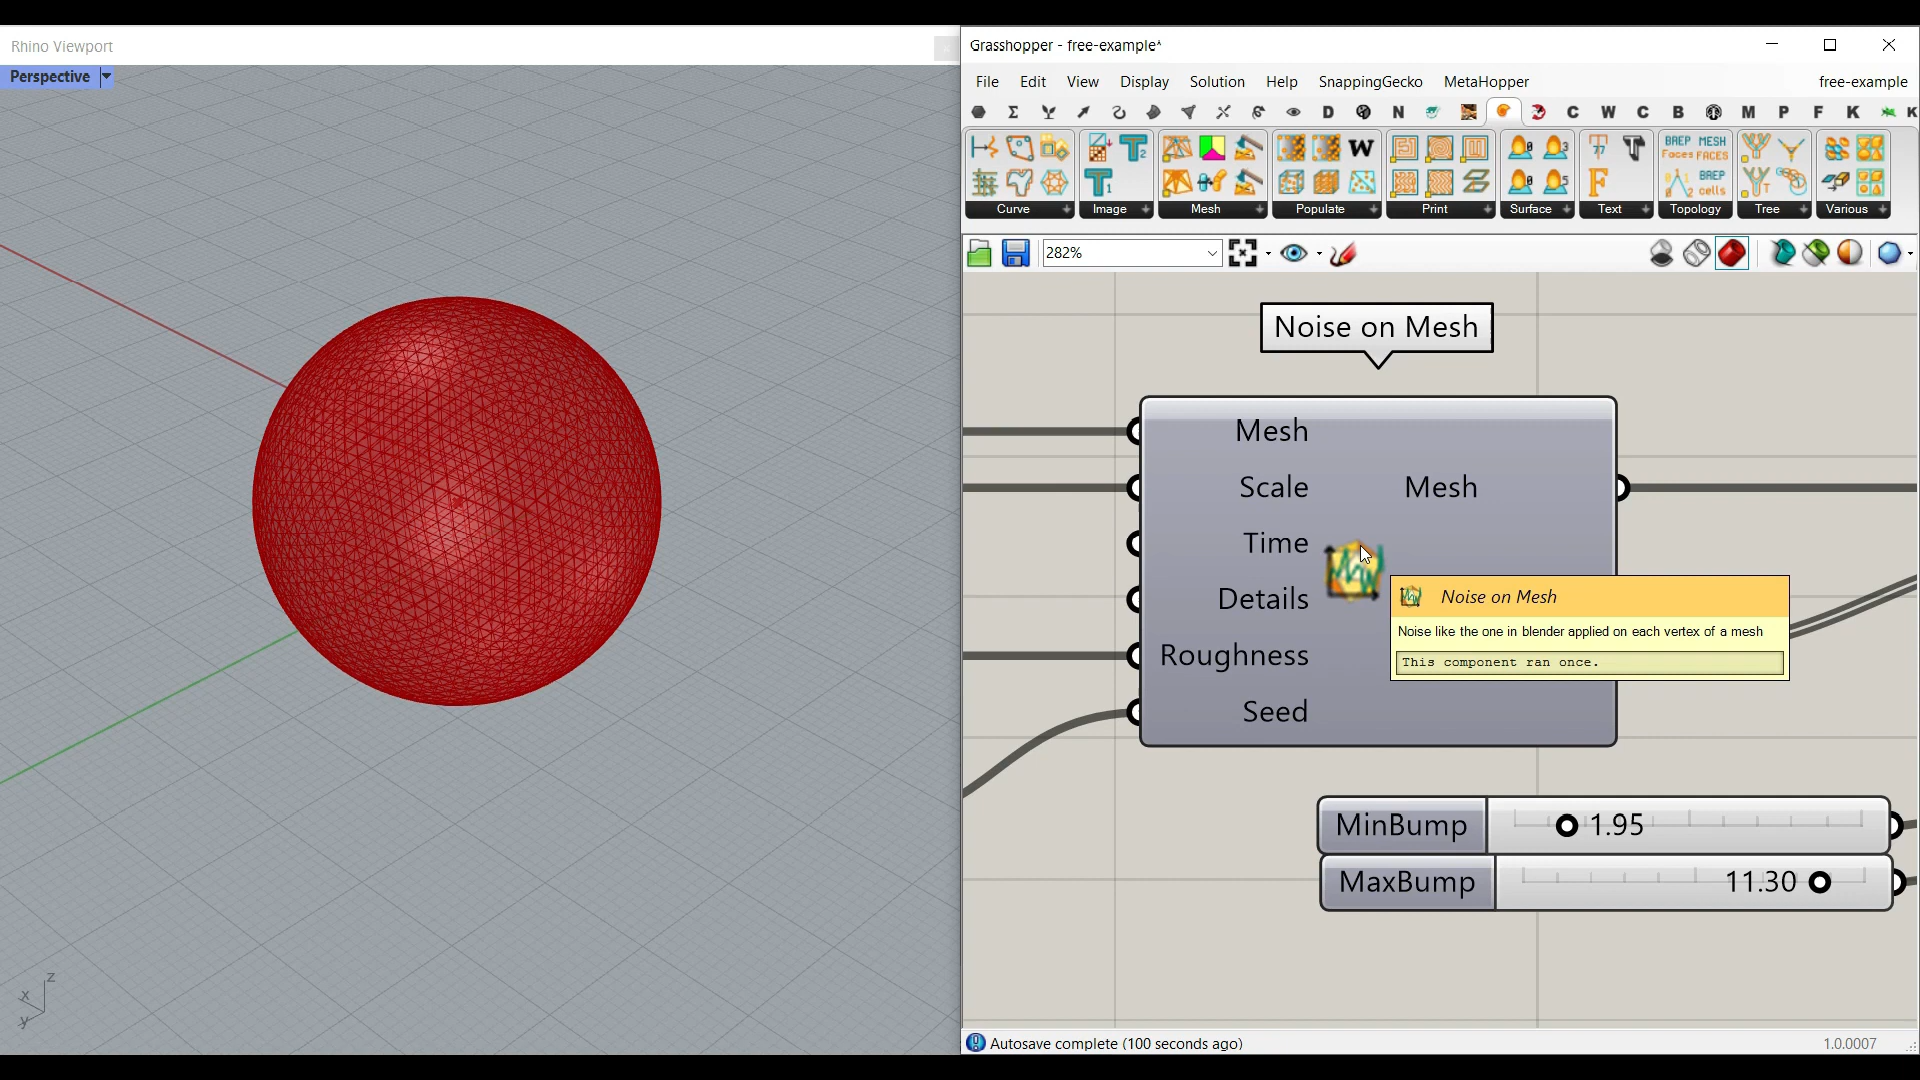 Rhino Viewport
Perspective
z
x
y
Grasshopper - free-example*
File Edit View Display Solution Help SnappingGecko MetaHopper free-example
D N C W C B M P F K K
Curve Image Mesh Populate Print Surface Text Topology Tree Various
282%
Noise on Mesh
Mesh
Scale Mesh
Time
Details
Roughness
Seed
Noise on Mesh
Noise like the one in blender applied on each vertex of a mesh
This component ran once.
MinBump 1.95
MaxBump 11.30
Autosave complete (100 seconds ago) 1.0.0007